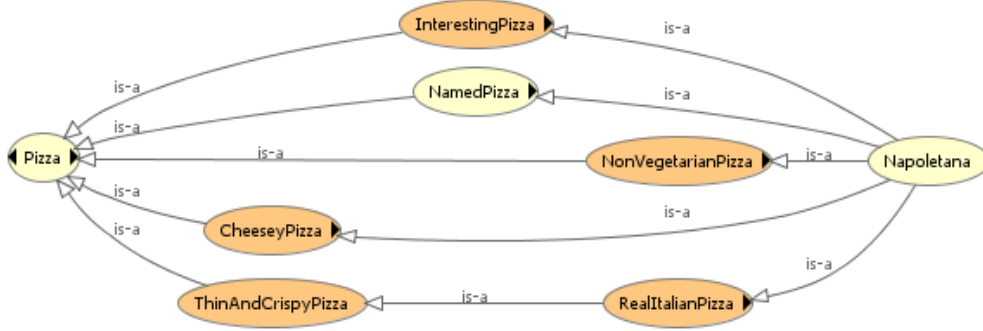 InterestingPizza
is-a
is-a
NamedPizza
is-a
is-a
Pizza
is-a
NonVegetarianPizza
is-a
Napoletana
is-a
CheeseyPizza
is-a
is-a
is-a
ThinAndCrispyPizza
is-a
RealItalianPizza